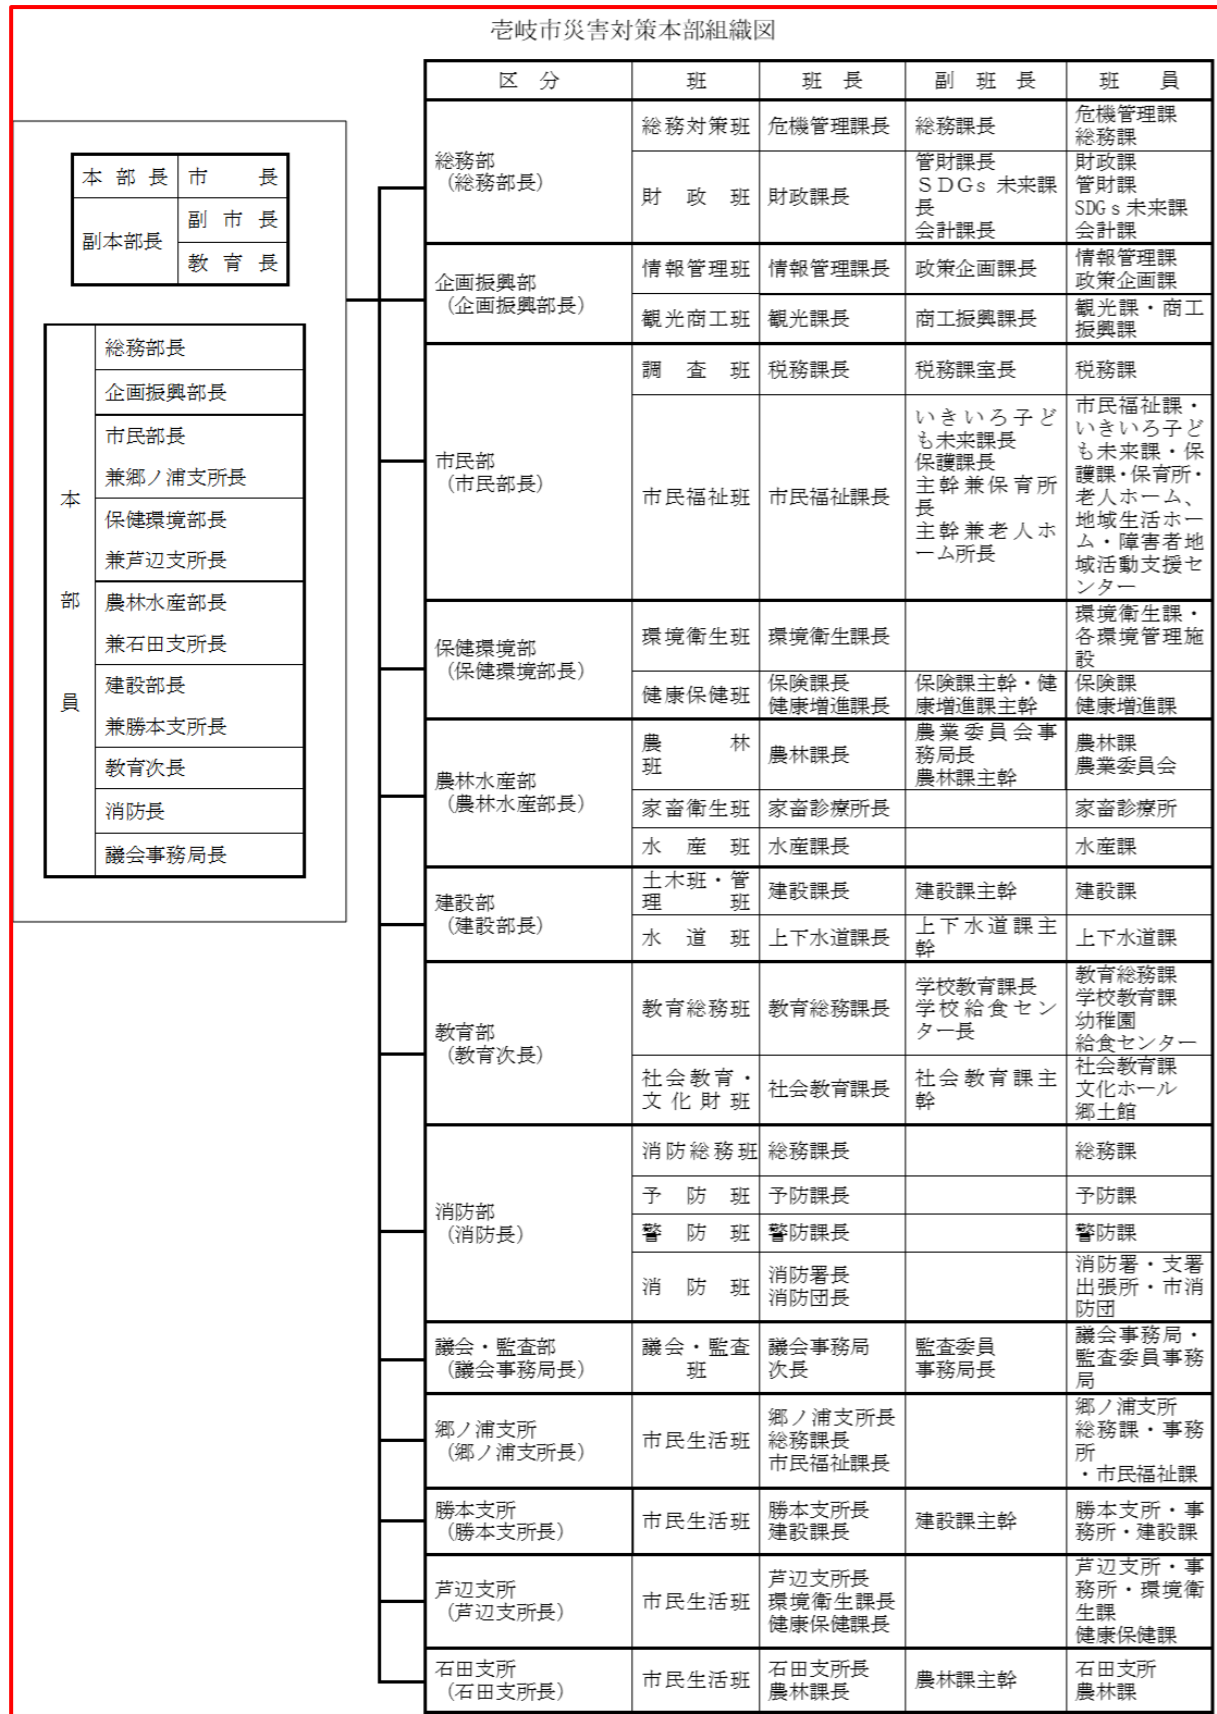 壱岐市災害対策本部組織図
本部長 市長
副本部長 副市長
教育長
本部員
総務部長
企画振興部長
市民部長
兼郷ノ浦支所長
保健環境部長
兼芦辺支所長
農林水産部長
兼石田支所長
建設部長
兼勝本支所長
教育次長
消防長
議会事務局長
区分 班 班長 副班長 班員
総務部
(総務部長)
総務対策班 危機管理課長 総務課長
危機管理課
総務課
財政班 財政課長
管財課長
SDGs 未来課
長
会計課長
財政課
管財課
SDGs 未来課
会計課
企画振興部
(企画振興部長)
情報管理班 情報管理課長 政策企画課長
情報管理課
政策企画課
観光商工班 観光課長 商工振興課長
観光課・商工
振興課
市民部
(市民部長)
調査班 税務課長 税務課室長 税務課
市民福祉班 市民福祉課長
いきいろ子ど
も未来課長
保護課長
主幹兼保育所
長
主幹兼老人ホ
ーム所長
市民福祉課・
いきいろ子ど
も未来課・保
護課・保育所・
老人ホーム、
地域生活ホー
ム・障害者地
域活動支援セ
ンター
保健環境部
(保健環境部長)
環境衛生班 環境衛生課長
環境衛生課・
各環境管理施
設
健康保健班
保険課長
健康増進課長
保険課主幹・健
康増進課主幹
保険課
健康増進課
農林水産部
(農林水産部長)
農林
班
農林課長
農業委員会事
務局長
農林課主幹
農林課
農業委員会
家畜衛生班 家畜診療所長 家畜診療所
水産班 水産課長 水産課
建設部
(建設部長)
土木班・管
理班
建設課長 建設課主幹 建設課
水道班 上下水道課長
上下水道課主
幹
上下水道課
教育部
(教育次長)
教育総務班 教育総務課長
学校教育課長
学校給食セン
ター長
教育総務課
学校教育課
幼稚園
給食センター
社会教育・
文化財班
社会教育課長
社会教育課主
幹
社会教育課
文化ホール
郷土館
消防部
(消防長)
消防総務班 総務課長 総務課
予防班 予防課長 予防課
警防班 警防課長 警防課
消防班
消防署長
消防団長
消防署・支署
出張所・市消
防団
議会・監査部
(議会事務局長)
議会・監査
班
議会事務局
次長
監査委員
事務局長
議会事務局・
監査委員事務
局
郷ノ浦支所
(郷ノ浦支所長)
市民生活班
郷ノ浦支所長
総務課長
市民福祉課長
郷ノ浦支所
総務課・事務
所
・市民福祉課
勝本支所
(勝本支所長)
市民生活班
勝本支所長
建設課長
建設課主幹
勝本支所・事
務所・建設課
芦辺支所
(芦辺支所長)
市民生活班
芦辺支所長
環境衛生課長
健康保健課長
芦辺支所・事
務所・環境衛
生課
健康保健課
石田支所
(石田支所長)
市民生活班
石田支所長
農林課長
農林課主幹
石田支所
農林課